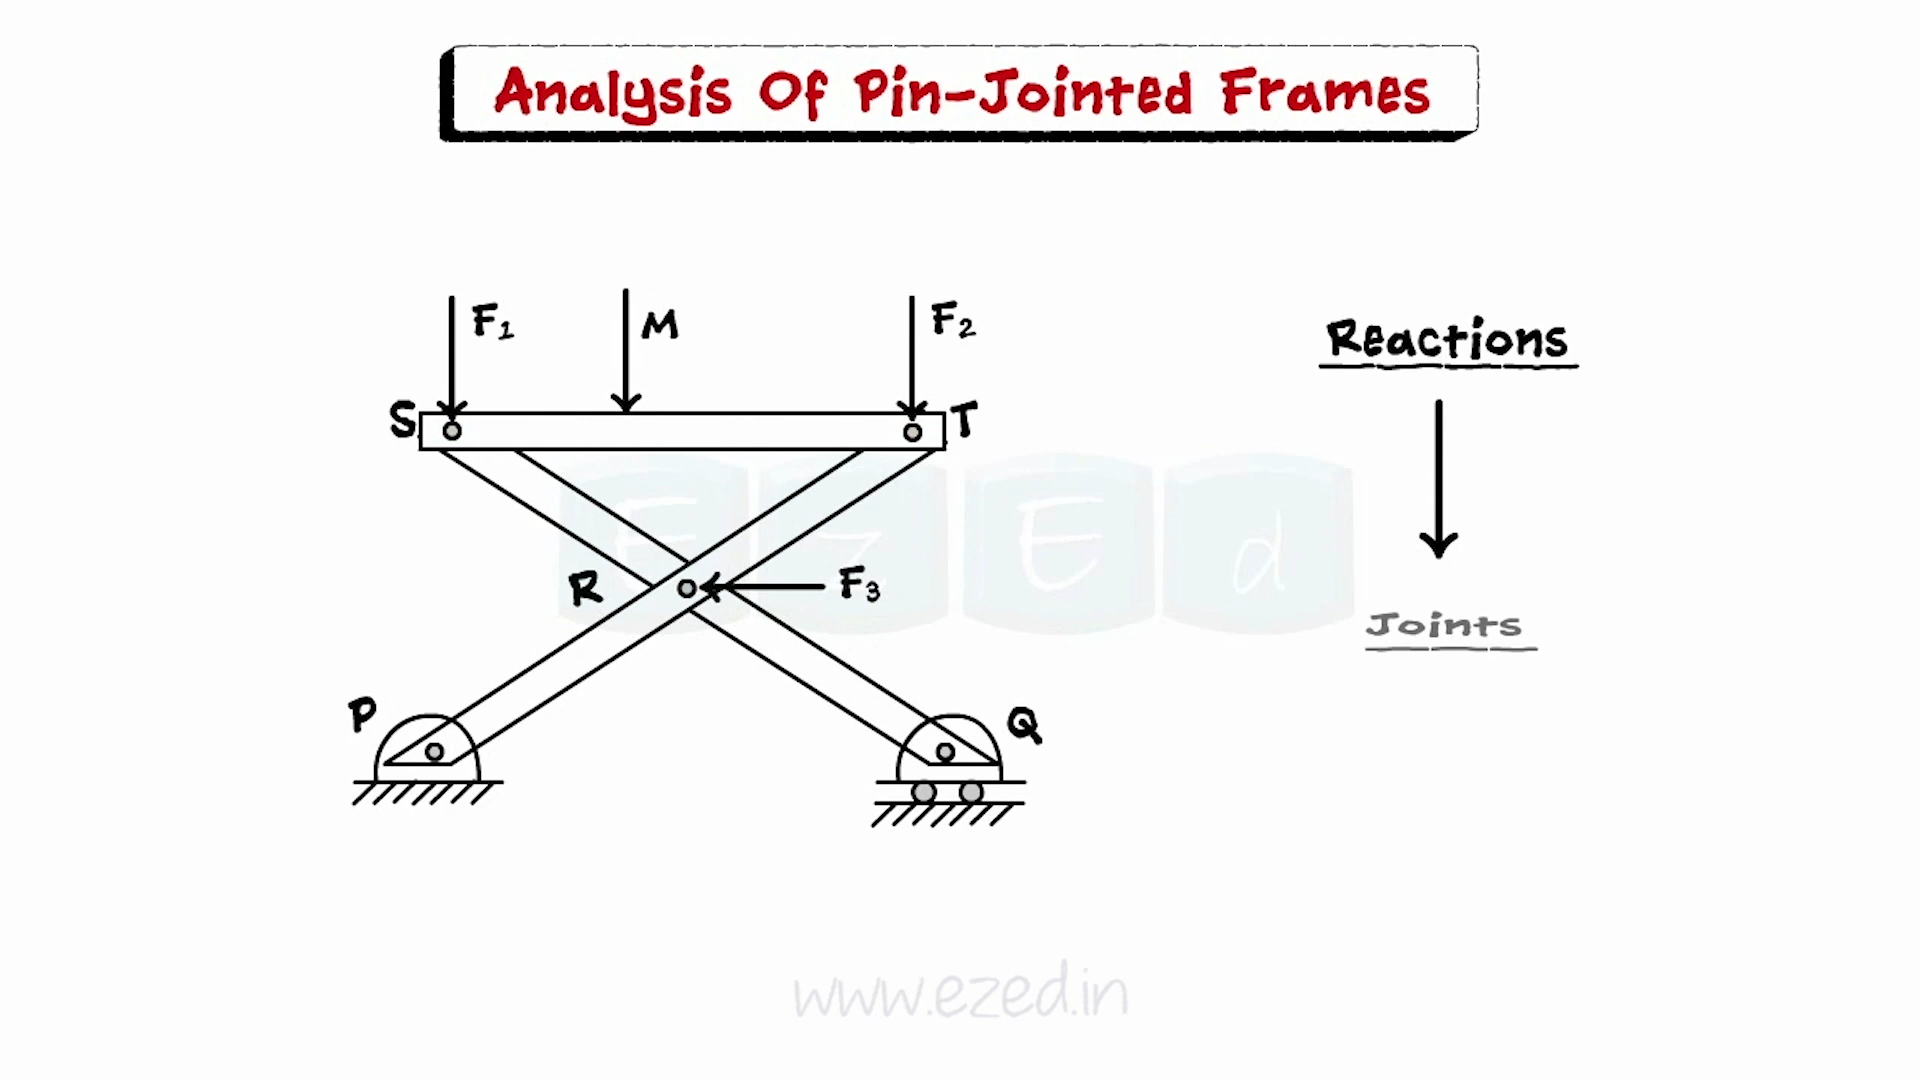 Analysis Of Pin-Jointed Frames
F1
M
F2
Reactions
S
T
E z E d
R
F3
Joints
P
Q
www.ezed.in